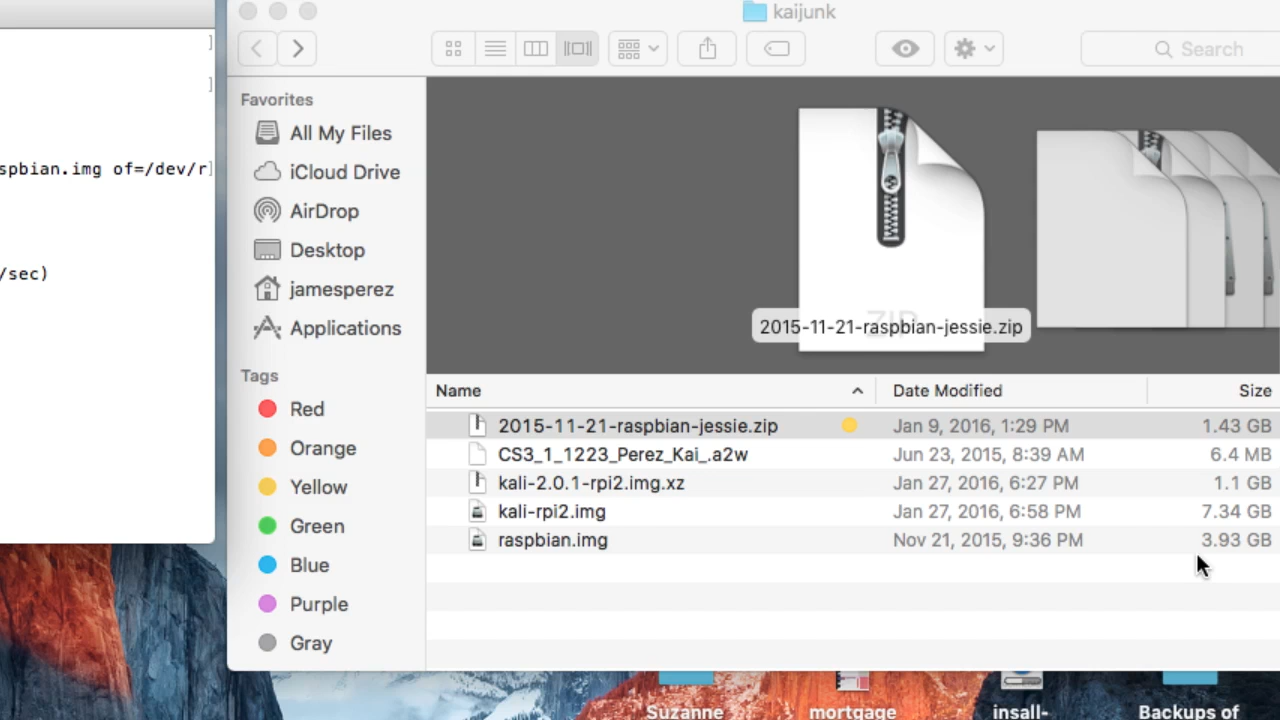 ]
]
spbian.img of=/dev/r]
/sec)
kaijunk
Search
Favorites
All My Files
iCloud Drive
AirDrop
Desktop
jamesperez
Applications
Tags
Red
Orange
Yellow
Green
Blue
Purple
Gray
ZIP
2015-11-21-raspbian-jessie.zip
Name Date Modified Size
2015-11-21-raspbian-jessie.zip Jan 9, 2016, 1:29 PM 1.43 GB
CS3_1_1223_Perez_Kai_.a2w Jun 23, 2015, 8:39 AM 6.4 MB
kali-2.0.1-rpi2.img.xz Jan 27, 2016, 6:27 PM 1.1 GB
kali-rpi2.img Jan 27, 2016, 6:58 PM 7.34 GB
raspbian.img Nov 21, 2015, 9:36 PM 3.93 GB
Suzanne mortgage insall- Backups of